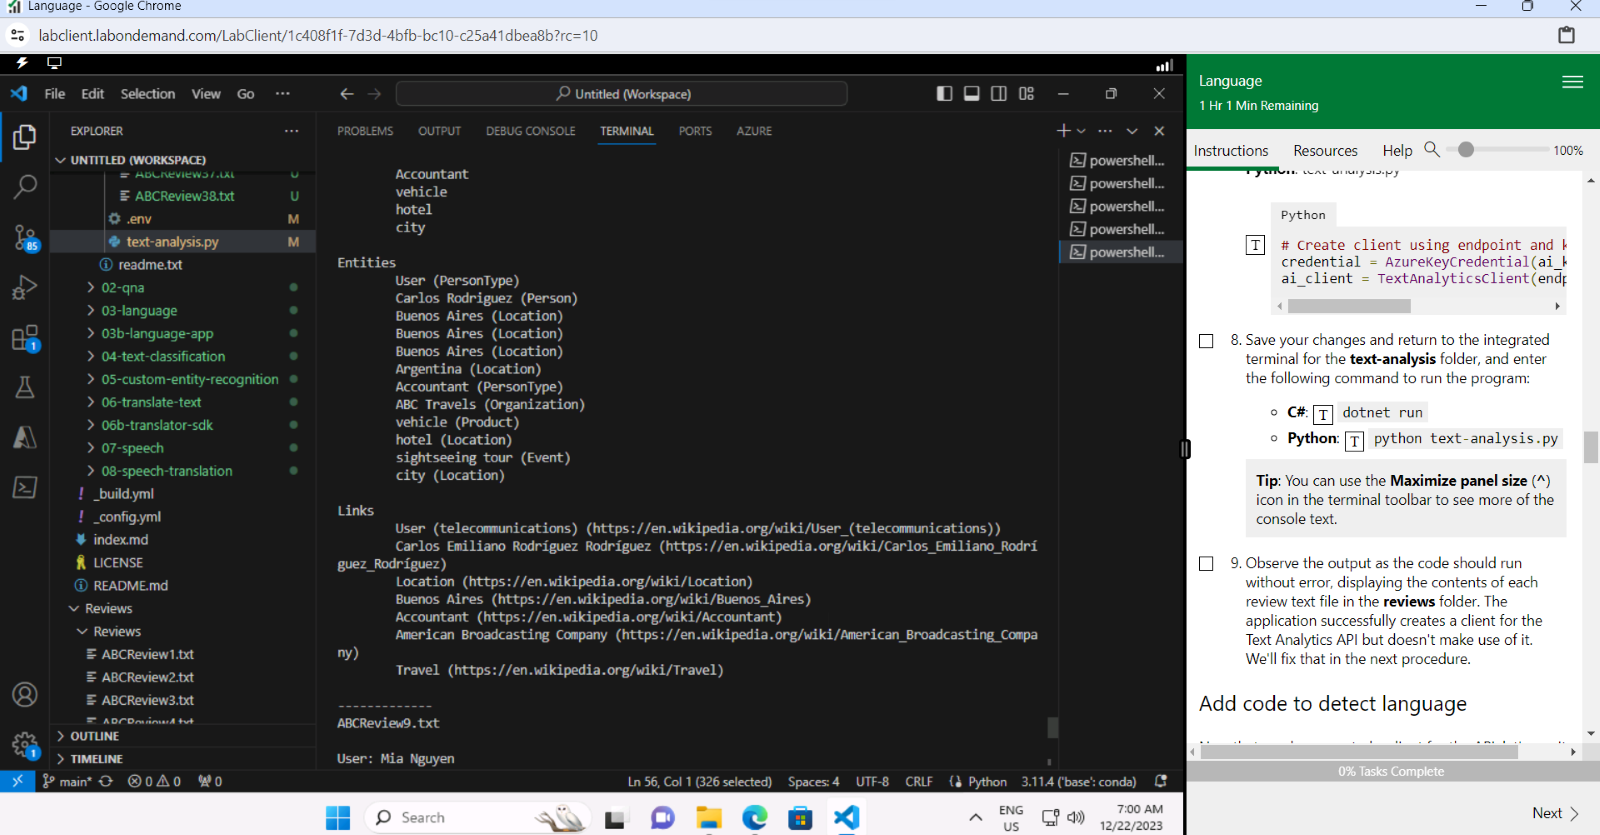 Language - Google Chrome
labclient.labondemand.com/LabClient/1c408f1f-7d3d-4bfb-bc10-c25a41dbea8b?rc=10
File Edit Selection View Go ···
Untitled (Workspace)
EXPLORER
UNTITLED (WORKSPACE)
ABCReview37.txt U
ABCReview38.txt U
.env M
text-analysis.py M
readme.txt
02-qna
03-language
03b-language-app
04-text-classification
05-custom-entity-recognition
06-translate-text
06b-translator-sdk
07-speech
08-speech-translation
_build.yml
_config.yml
index.md
LICENSE
README.md
Reviews
Reviews
ABCReview1.txt
ABCReview2.txt
ABCReview3.txt
ABCReview4.txt
OUTLINE
TIMELINE
85
1
1
PROBLEMS OUTPUT DEBUG CONSOLE TERMINAL PORTS AZURE
Accountant
vehicle
hotel
city
Entities
User (PersonType)
Carlos Rodriguez (Person)
Buenos Aires (Location)
Buenos Aires (Location)
Buenos Aires (Location)
Argentina (Location)
Accountant (PersonType)
ABC Travels (Organization)
vehicle (Product)
hotel (Location)
sightseeing tour (Event)
city (Location)
Links
User (telecommunications) (https://en.wikipedia.org/wiki/User_(telecommunications))
Carlos Emiliano Rodríguez Rodríguez (https://en.wikipedia.org/wiki/Carlos_Emiliano_Rodrí
guez_Rodríguez)
Location (https://en.wikipedia.org/wiki/Location)
Buenos Aires (https://en.wikipedia.org/wiki/Buenos_Aires)
Accountant (https://en.wikipedia.org/wiki/Accountant)
American Broadcasting Company (https://en.wikipedia.org/wiki/American_Broadcasting_Compa
ny)
Travel (https://en.wikipedia.org/wiki/Travel)
-------------
ABCReview9.txt
User: Mia Nguyen
powershell...
powershell...
powershell...
powershell...
powershell...
main* 0 0 0 Ln 56, Col 1 (326 selected) Spaces: 4 UTF-8 CRLF Python 3.11.4 ('base': conda)
Search
ENG
US
7:00 AM
12/22/2023
Language
1 Hr 1 Min Remaining
Instructions Resources Help 100%
Python: text-analysis.py
Python
T
# Create client using endpoint and k
credential = AzureKeyCredential(ai_k
ai_client = TextAnalyticsClient(endp
8. Save your changes and return to the integrated
terminal for the text-analysis folder, and enter
the following command to run the program:
C#: T dotnet run
Python: T python text-analysis.py
Tip: You can use the Maximize panel size (^)
icon in the terminal toolbar to see more of the
console text.
9. Observe the output as the code should run
without error, displaying the contents of each
review text file in the reviews folder. The
application successfully creates a client for the
Text Analytics API but doesn't make use of it.
We'll fix that in the next procedure.
Add code to detect language
0% Tasks Complete
Next